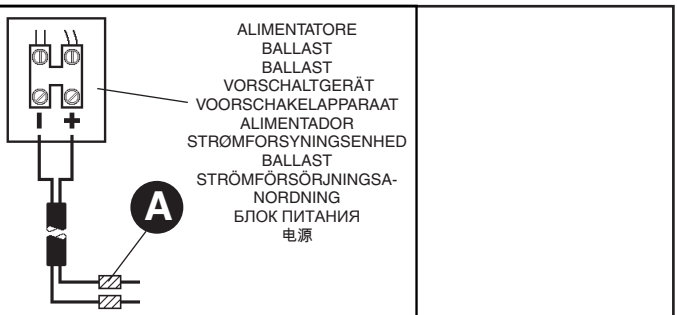 ALIMENTATORE
BALLAST
BALLAST
VORSCHALTGERÄT
VOORSCHAKELAPPARAAT
ALIMENTADOR
STRØMFORSYNINGSENHED
BALLAST
STRÖMFÖRSÖRJNINGSA-
NORDNING
БЛОК ПИТАНИЯ
电源
- +
A